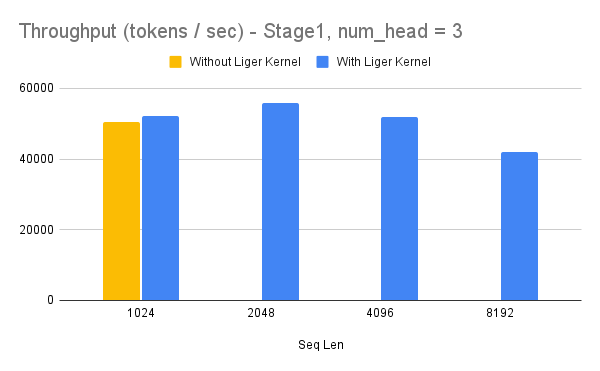 Throughput (tokens / sec) - Stage1, num_head = 3
Without Liger Kernel With Liger Kernel
60000
40000
20000
0
1024 2048 4096 8192
Seq Len